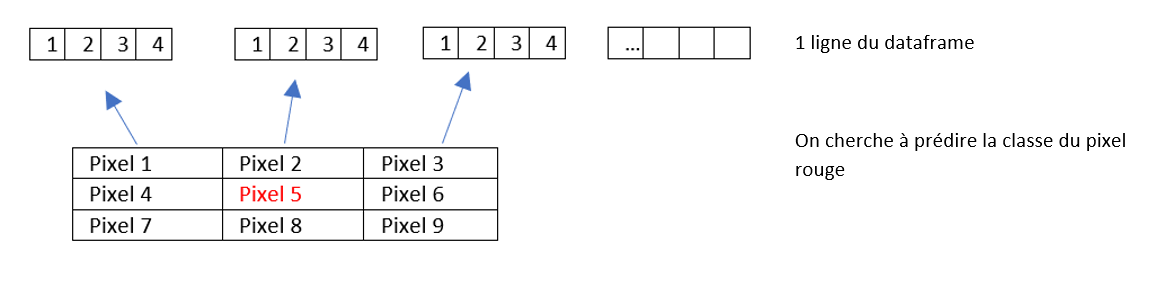 1 2 3 4 1 2 3 4 1 2 3 4 ... 1 ligne du dataframe
On cherche à prédire la classe du pixel
rouge
Pixel 1 Pixel 2 Pixel 3
Pixel 4 Pixel 5 Pixel 6
Pixel 7 Pixel 8 Pixel 9